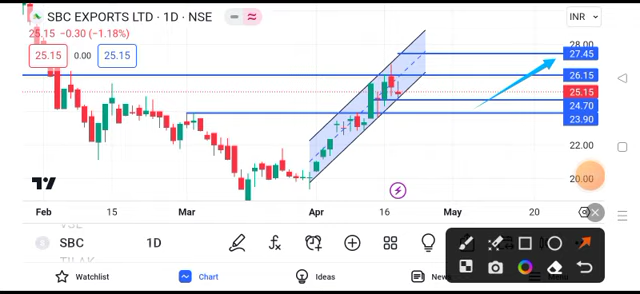 SBC EXPORTS LTD · 1D · NSE
INR
28.00
25.15 −0.30 (−1.18%)
25.15 0.00 25.15
27.45
26.15
25.15
24.70
23.90
22.00
20.00
Feb 15 Mar Apr 16 May 20
SBC 1D
Watchlist Chart Ideas News Menu